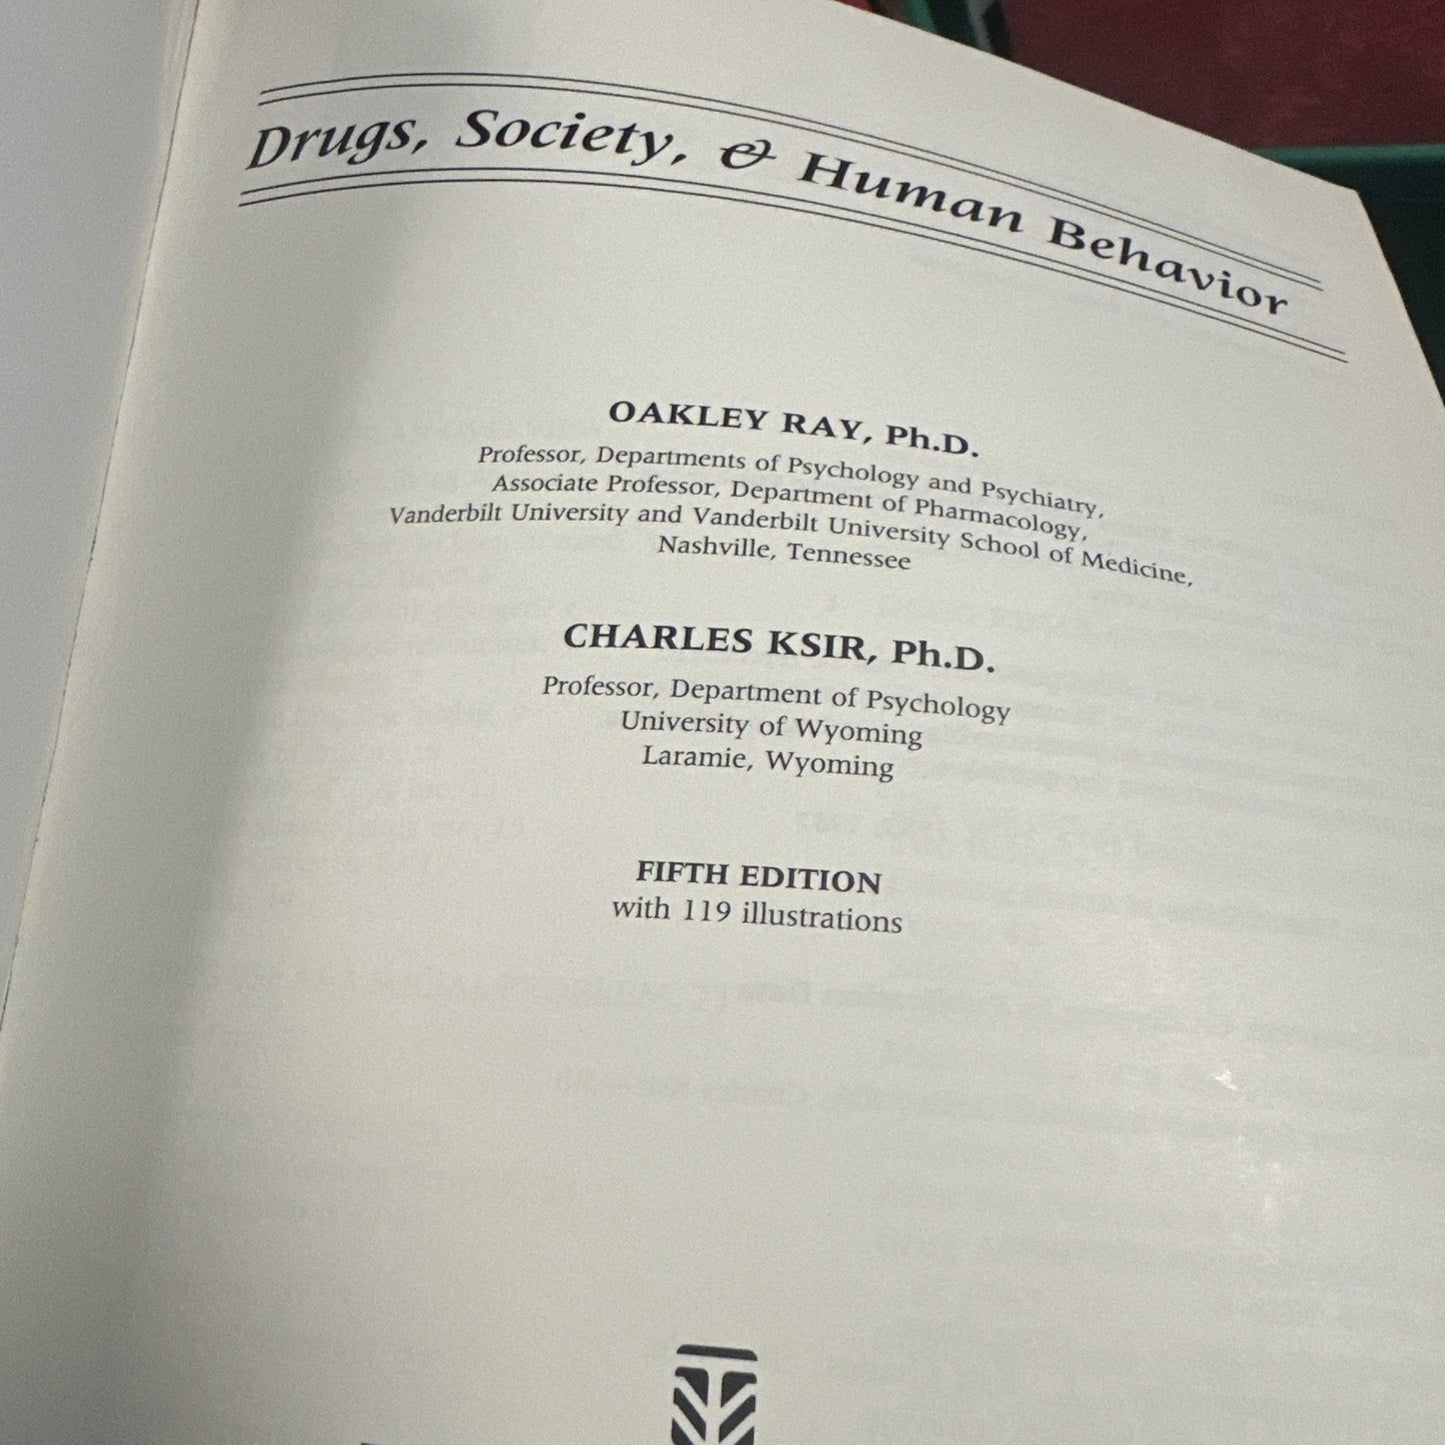 Drugs, Society, & Human Behavior
OAKLEY RAY, Ph.D.
Professor, Departments of Psychology and Psychiatry,
Associate Professor, Department of Pharmacology,
Vanderbilt University and Vanderbilt University School of Medicine,
Nashville, Tennessee
CHARLES KSIR, Ph.D.
Professor, Department of Psychology
University of Wyoming
Laramie, Wyoming
FIFTH EDITION
with 119 illustrations